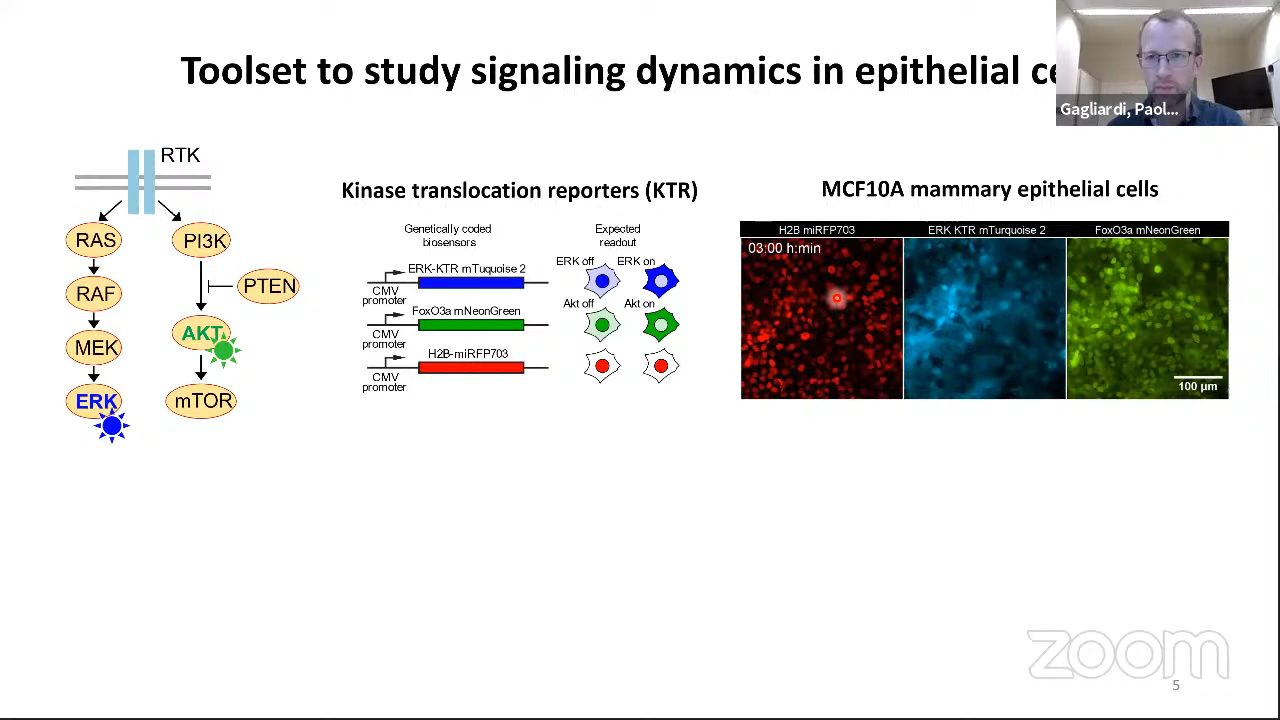 Toolset to study signaling dynamics in epithelial ce
Gagliardi, Paol...
RTK
RAS
RAF
MEK
ERK
PI3K
PTEN
AKT
mTOR
Kinase translocation reporters (KTR)
Genetically coded
biosensors
Expected
readout
ERK off
ERK on
ERK-KTR mTuquoise 2
CMV
promoter
Akt off
Akt on
FoxO3a mNeonGreen
CMV
promoter
H2B-miRFP703
CMV
promoter
MCF10A mammary epithelial cells
H2B miRFP703
ERK KTR mTurquoise 2
FoxO3a mNeonGreen
03:00 h:min
100 µm
zoom
5